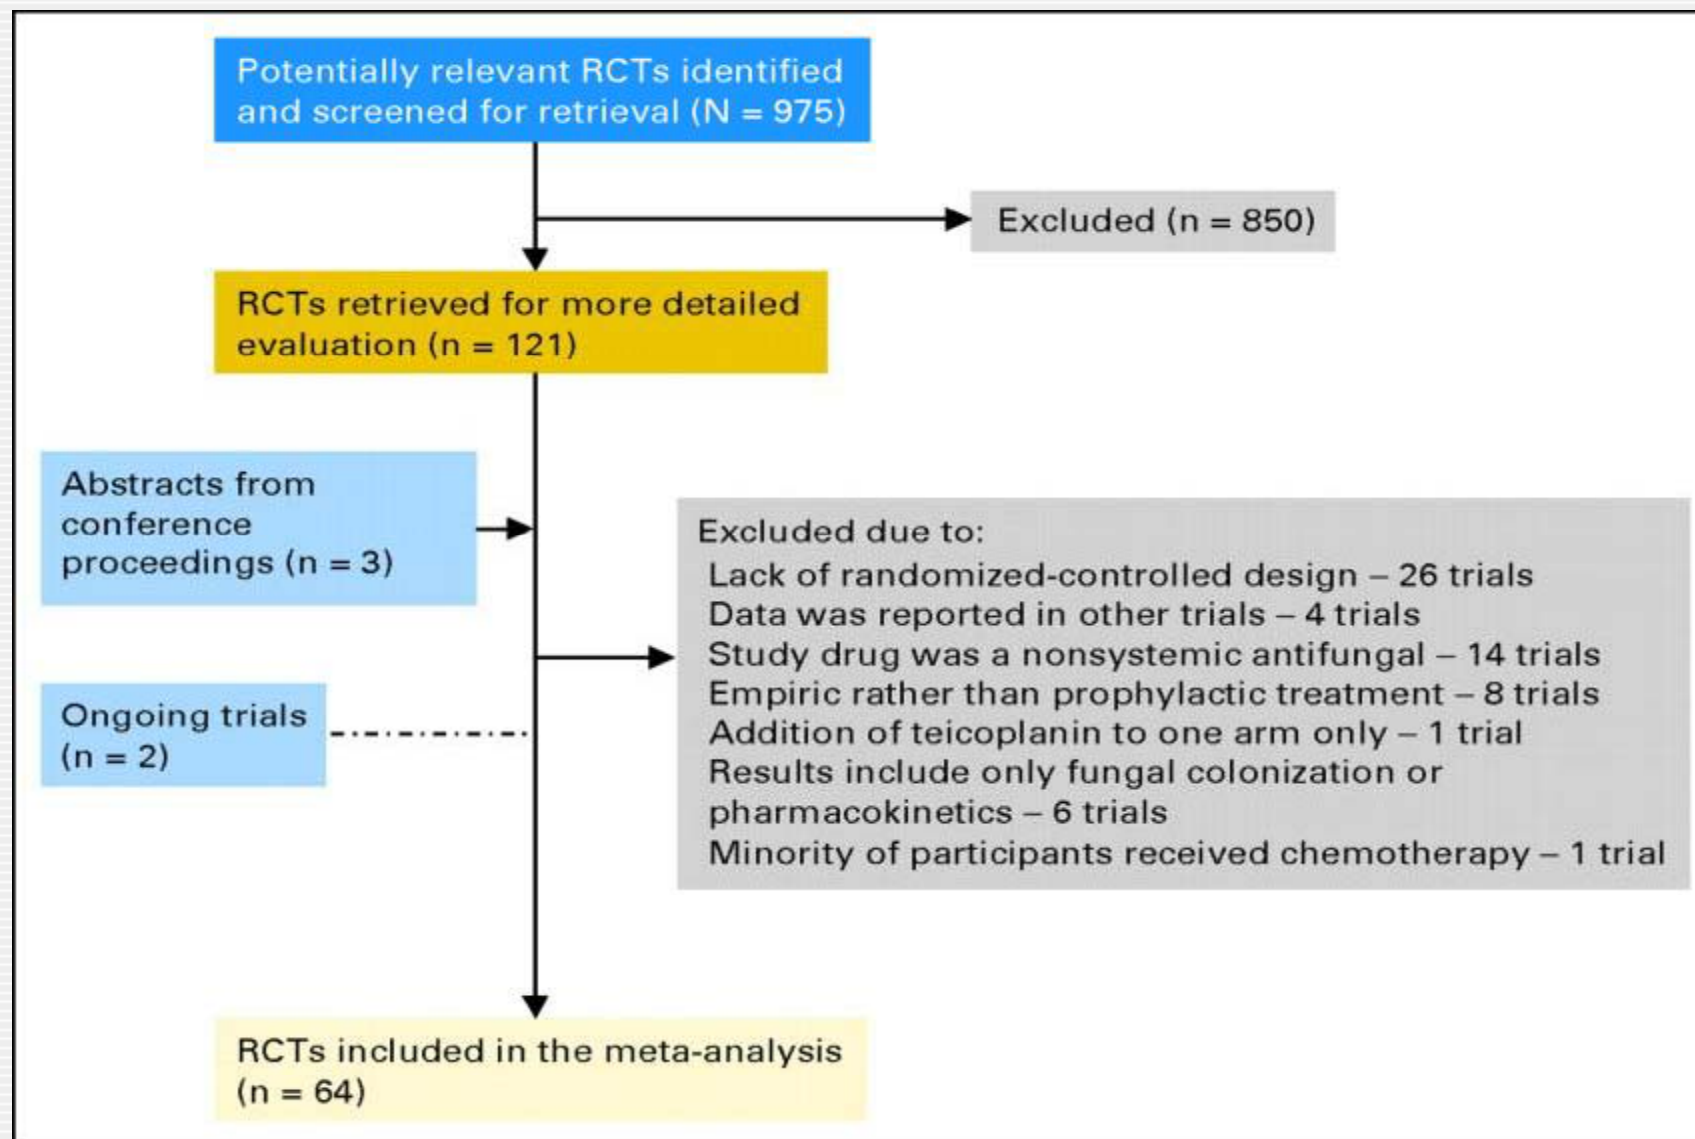 Potentially relevant RCTs identified
and screened for retrieval (N = 975)
Excluded (n = 850)
RCTs retrieved for more detailed
evaluation (n = 121)
Abstracts from
conference
proceedings (n = 3)
Excluded due to:
Lack of randomized-controlled design – 26 trials
Data was reported in other trials – 4 trials
Study drug was a nonsystemic antifungal – 14 trials
Empiric rather than prophylactic treatment – 8 trials
Addition of teicoplanin to one arm only – 1 trial
Results include only fungal colonization or
pharmacokinetics – 6 trials
Minority of participants received chemotherapy – 1 trial
Ongoing trials
(n = 2)
RCTs included in the meta-analysis
(n = 64)